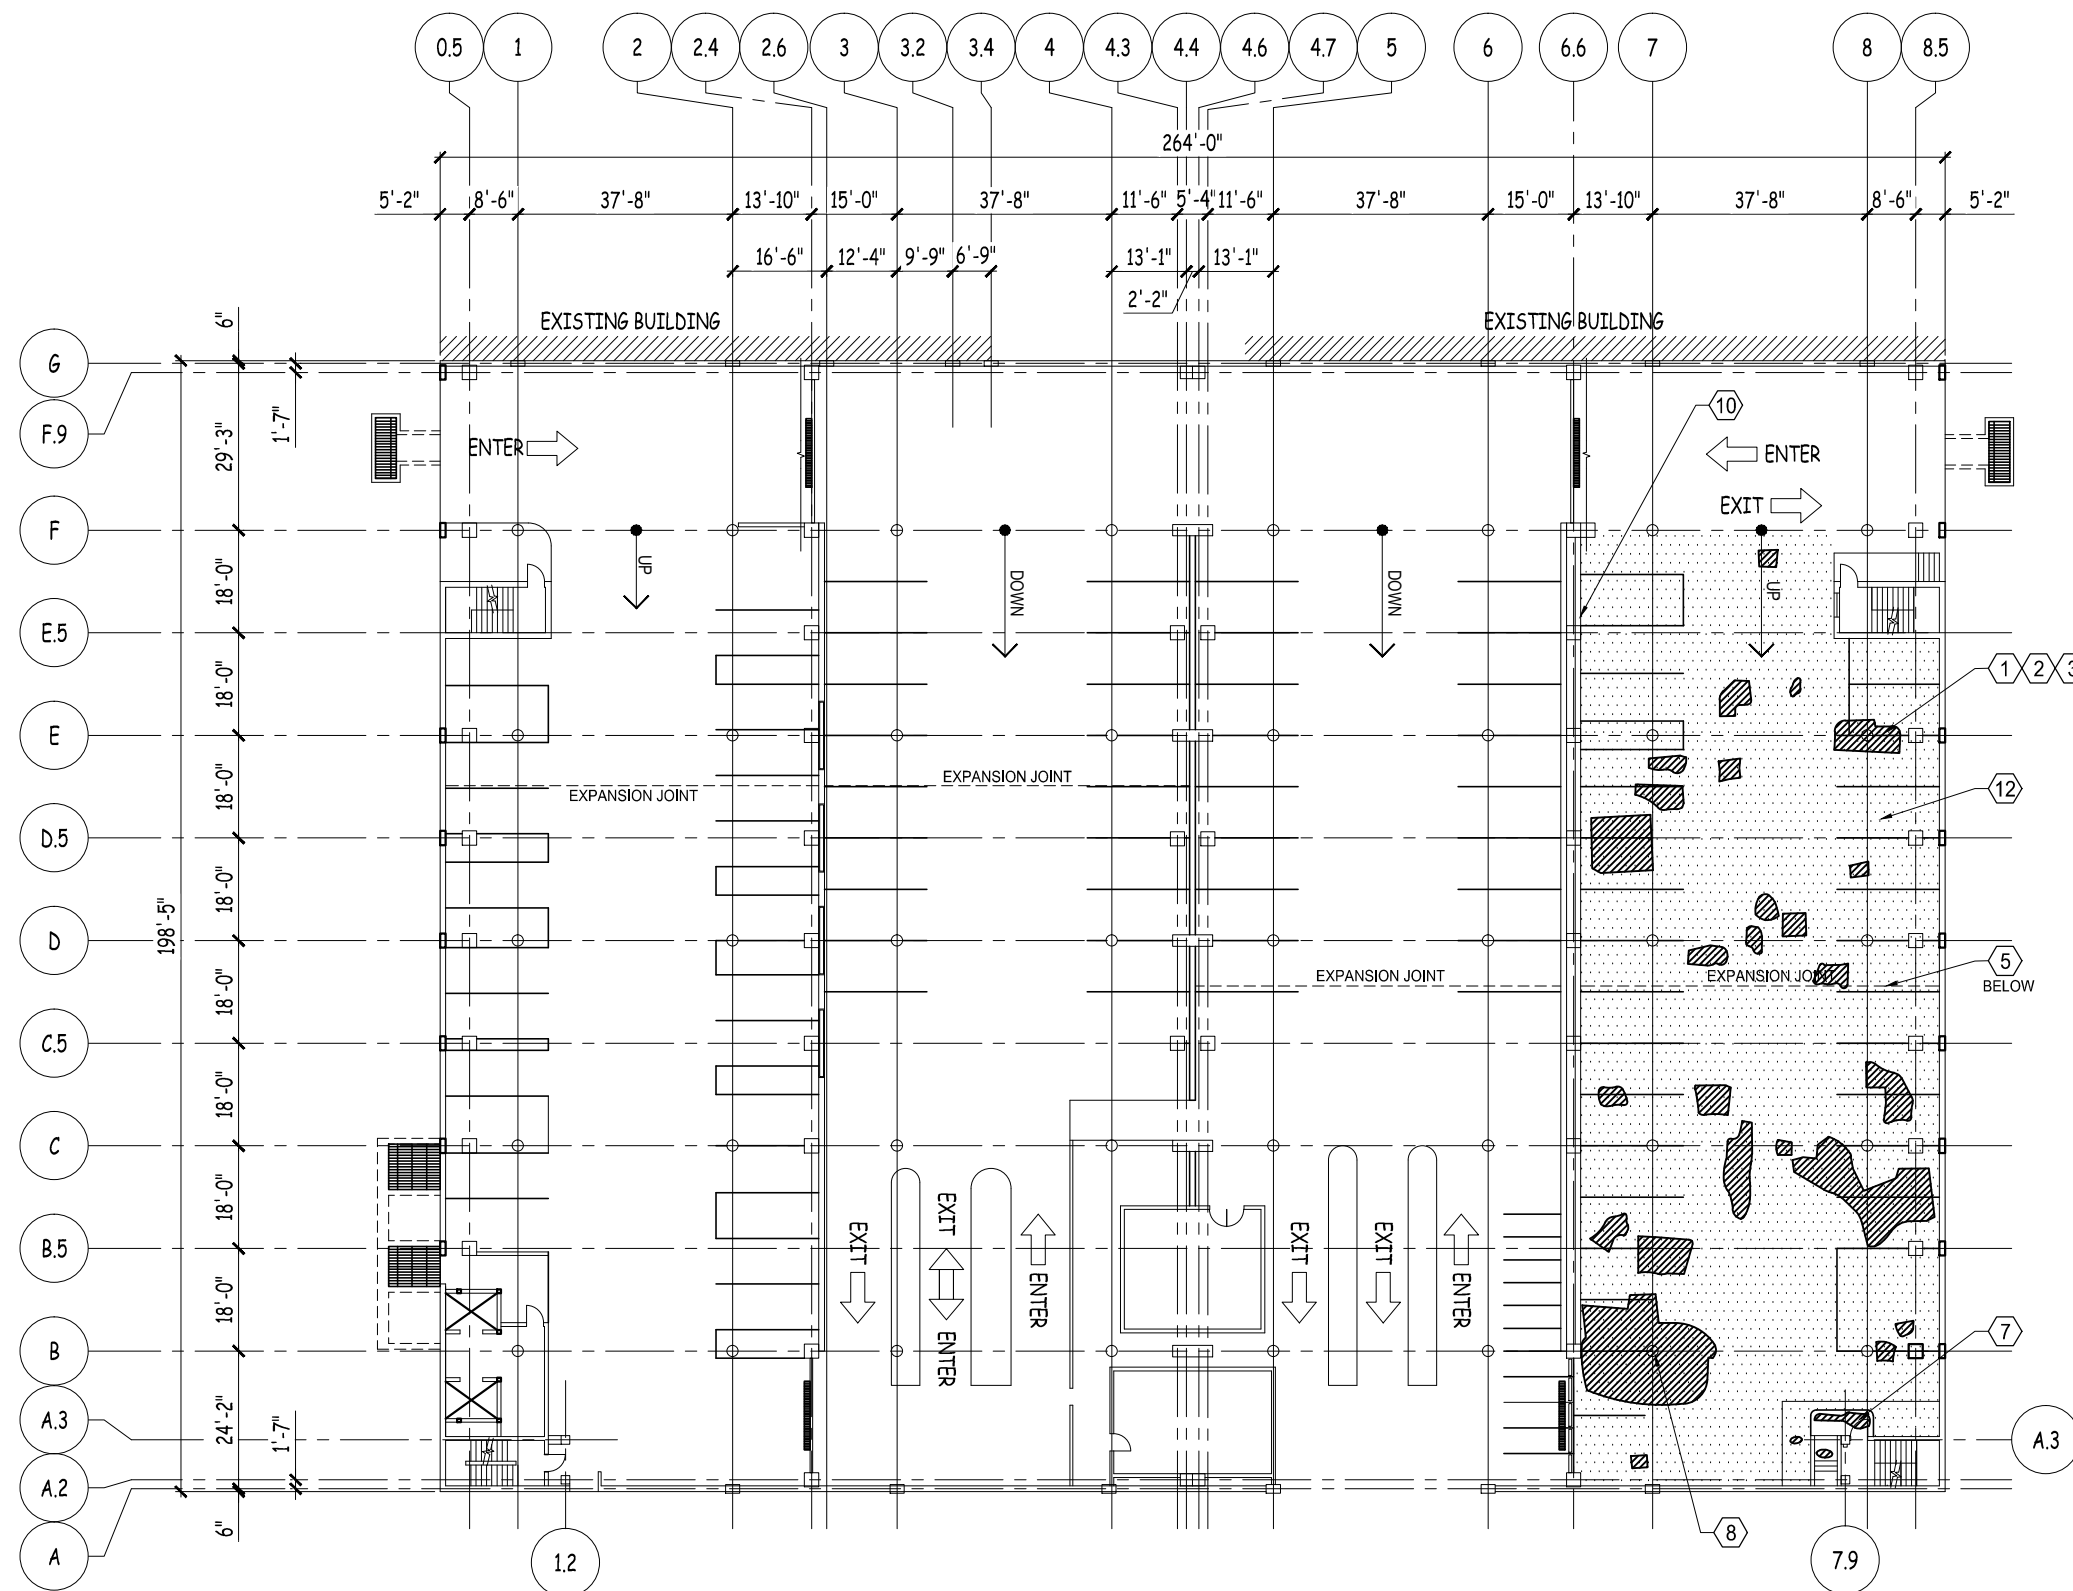 0.5 1 2 2.4 2.6 3 3.2 3.4 4 4.3 4.4 4.6 4.7 5 6 6.6 7 8 8.5
264'-0"
5'-2" 8'-6" 37'-8" 13'-10" 15'-0" 37'-8" 11'-6" 5'-4" 11'-6" 37'-8" 15'-0" 13'-10" 37'-8" 8'-6" 5'-2"
16'-6" 12'-4" 9'-9" 6'-9" 13'-1" 13'-1"
2'-2"
EXISTING BUILDING EXISTING BUILDING
6"
G
F.9
1'-7"
29'-3"
10
ENTER ENTER
EXIT
F
UP DOWN DOWN UP
18'-0"
E.5
18'-0"
1 2 3
E
18'-0"
EXPANSION JOINT
EXPANSION JOINT
12
D.5
18'-0"
198'-5"
D
18'-0"
EXPANSION JOINT EXPANSION JOINT
5
BELOW
C.5
18'-0"
C
18'-0"
EXIT EXIT ENTER EXIT EXIT ENTER
ENTER
B.5
18'-0"
B
7
24'-2"
1'-7"
A.3 A.3
A.2
6"
8
A
1.2 7.9